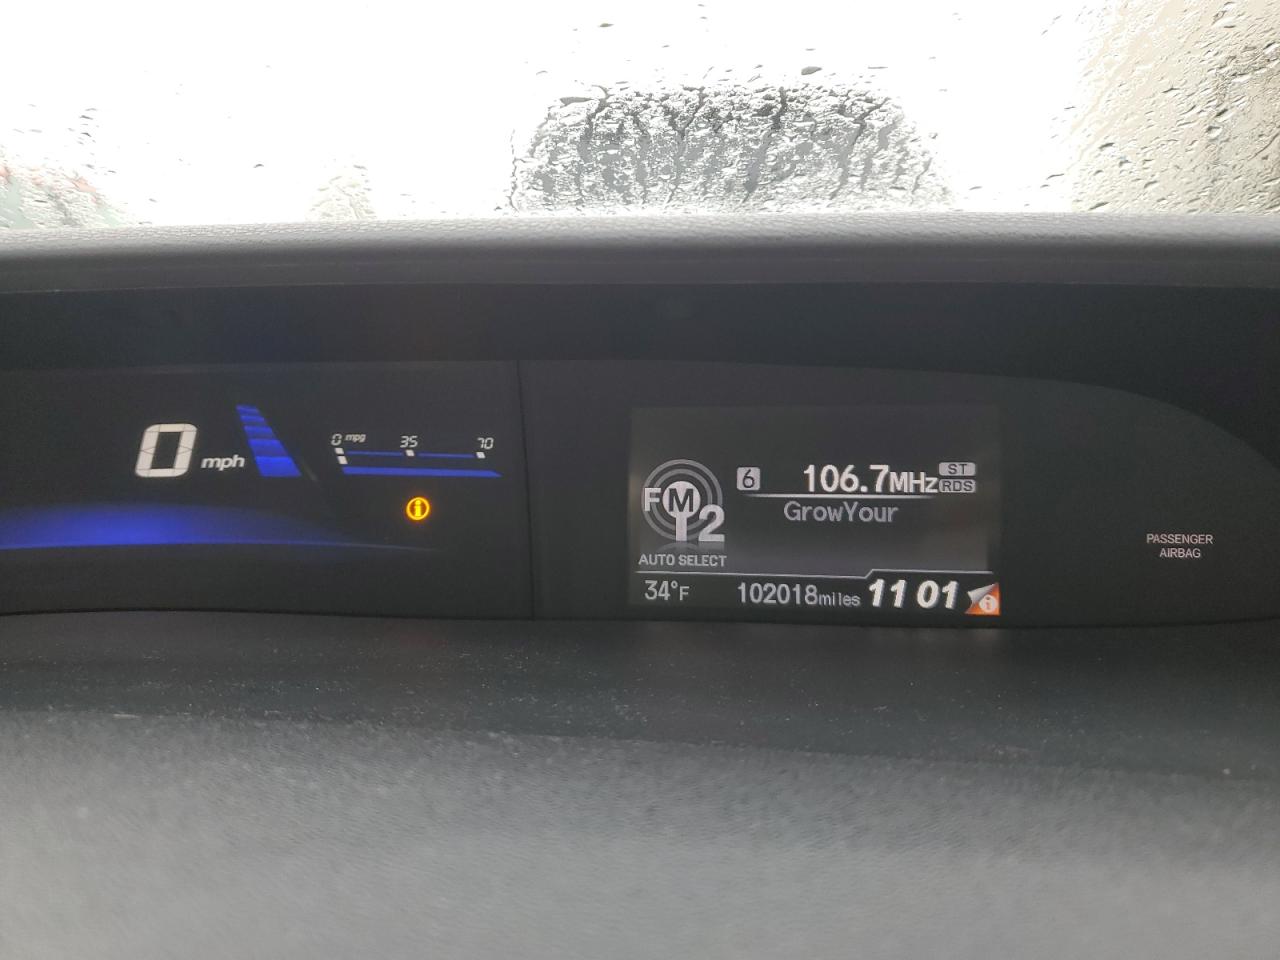 0 mph
0 mpg 35 70
FM 2
6 106.7MHz ST
RDS
GrowYour
AUTO SELECT
34°F 102018miles 11 01
PASSENGER
AIRBAG